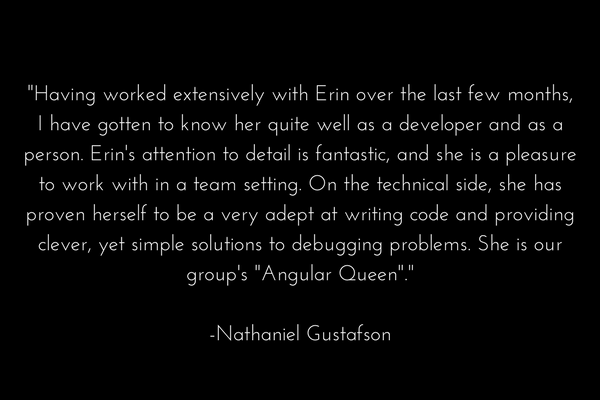 "Having worked extensively with Erin over the last few months,
I have gotten to know her quite well as a developer and as a
person. Erin's attention to detail is fantastic, and she is a pleasure
to work with in a team setting. On the technical side, she has
proven herself to be a very adept at writing code and providing
clever, yet simple solutions to debugging problems. She is our
group's "Angular Queen"."
-Nathaniel Gustafson